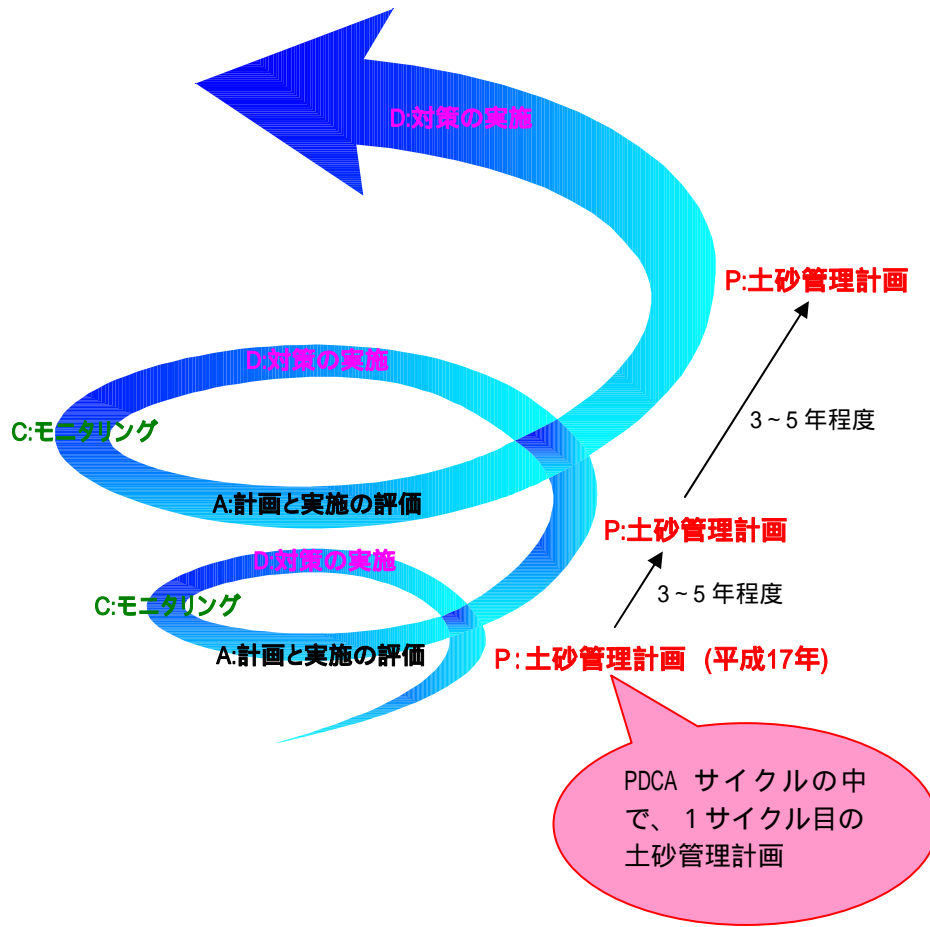 D:対策の実施
P:土砂管理計画
D:対策の実施
3~5年程度
C:モニタリング
A:計画と実施の評価
P:土砂管理計画
D:対策の実施
3~5年程度
C:モニタリング
A:計画と実施の評価
P:土砂管理計画 (平成17年)
PDCA サイクルの中
で、1サイクル目の
土砂管理計画